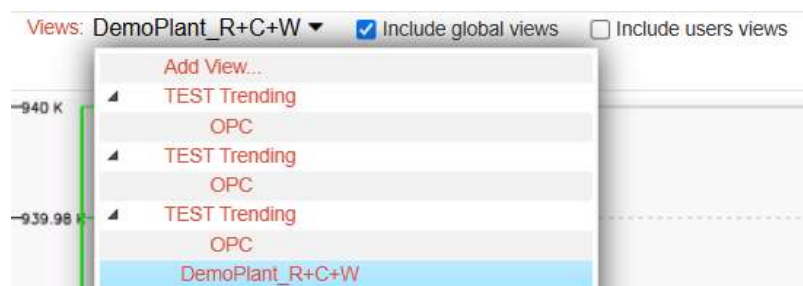 Views: DemoPlant_R+C+W Include global views Include users views
Add View...
TEST Trending
940 K
OPC
TEST Trending
OPC
TEST Trending
939.98 K
OPC
DemoPlant_R+C+W